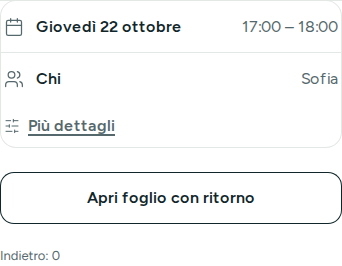 Giovedì 22 ottobre 17:00 – 18:00
Chi Sofia
Più dettagli
Apri foglio con ritorno
Indietro: 0